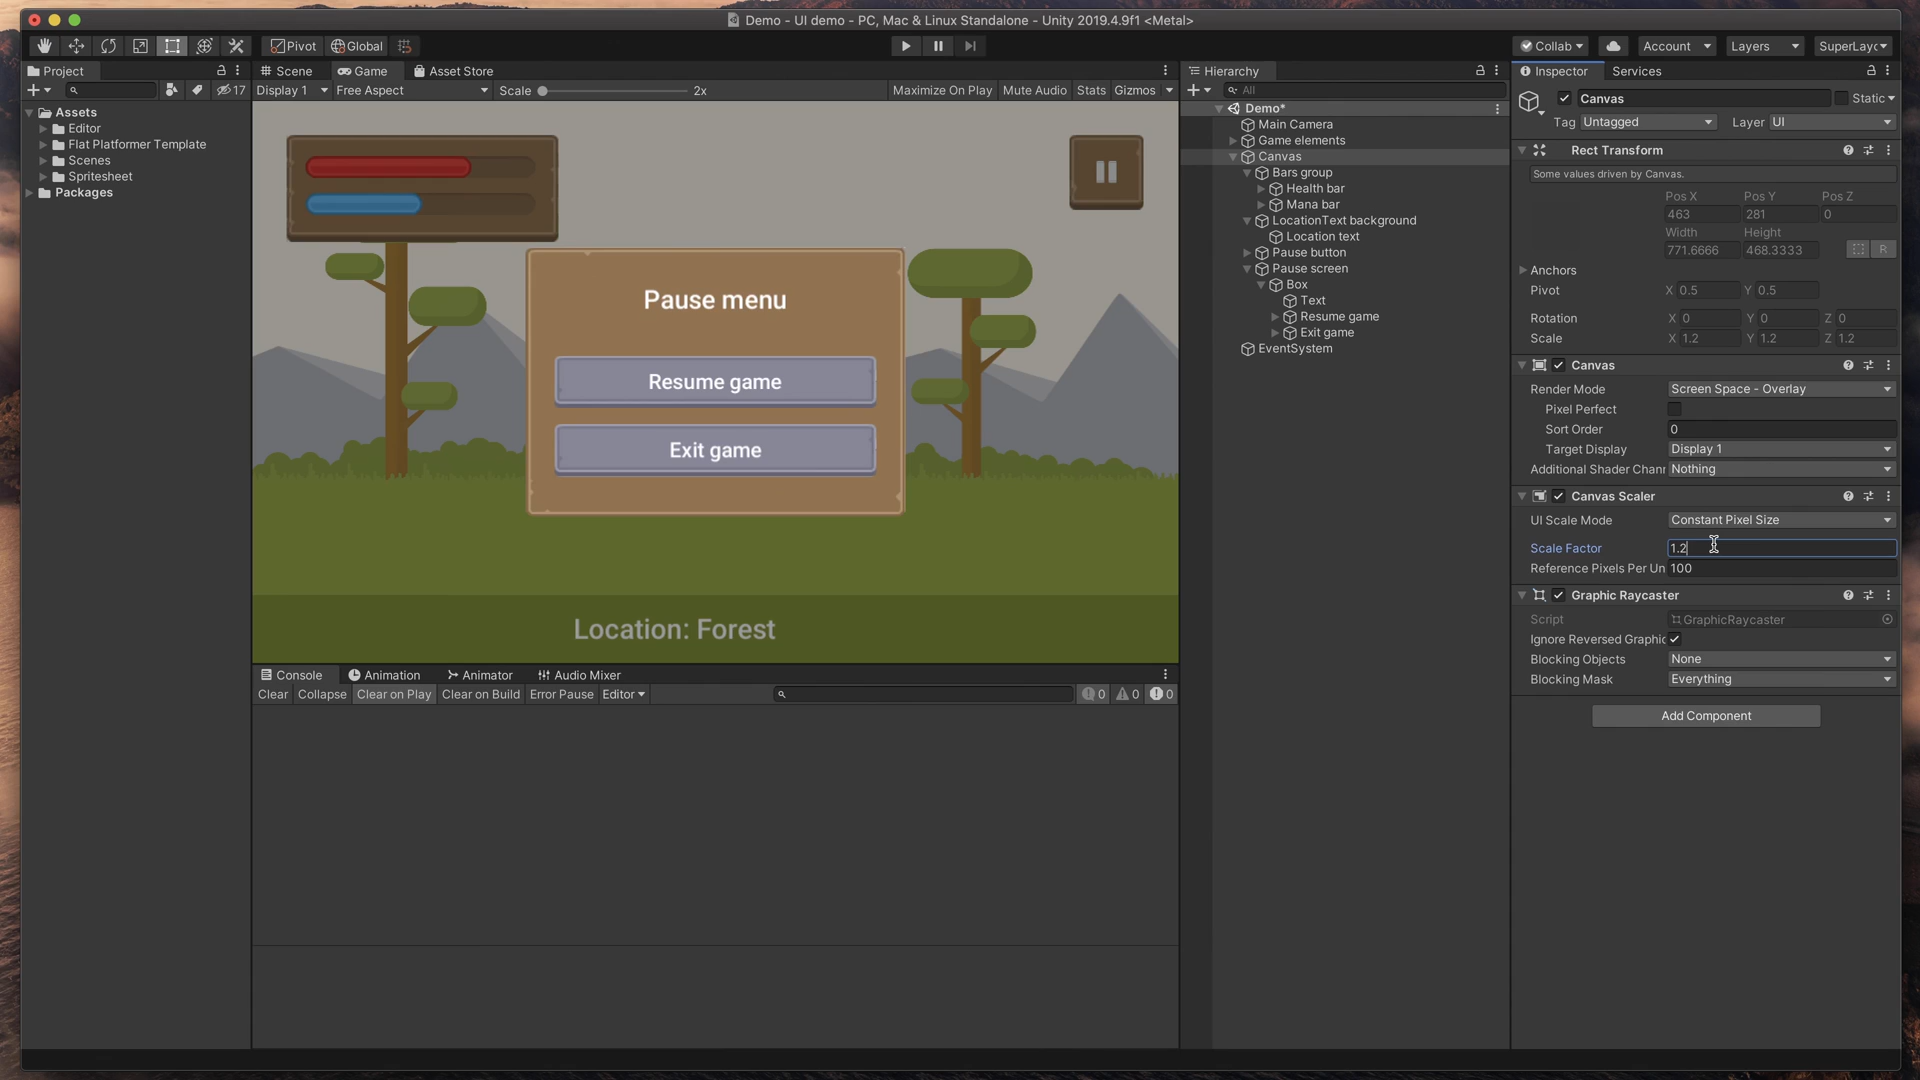 Demo - UI demo - PC, Mac & Linux Standalone - Unity 2019.4.9f1 <Metal>
Pivot Global Collab Account Layers SuperLayc
Project
17
Assets
Editor
Flat Platformer Template
Scenes
Spritesheet
Packages
Scene Game Asset Store
Display 1 Free Aspect Scale 2x Maximize On Play Mute Audio Stats Gizmos
Pause menu
Resume game
Exit game
Location: Forest
Console Animation Animator Audio Mixer
Clear Collapse Clear on Play Clear on Build Error Pause Editor 0 0 0
Hierarchy
All
Demo*
Main Camera
Game elements
Canvas
Bars group
Health bar
Mana bar
LocationText background
Location text
Pause button
Pause screen
Box
Text
Resume game
Exit game
EventSystem
Inspector Services
Canvas Static
Tag Untagged Layer UI
Rect Transform
Some values driven by Canvas.
Pos X Pos Y Pos Z
463 281 0
Width Height
771.6666 468.3333 R
Anchors
Pivot X 0.5 Y 0.5
Rotation X 0 Y 0 Z 0
Scale X 1.2 Y 1.2 Z 1.2
Canvas
Render Mode Screen Space - Overlay
Pixel Perfect
Sort Order 0
Target Display Display 1
Additional Shader Chanr Nothing
Canvas Scaler
UI Scale Mode Constant Pixel Size
Scale Factor 1.2
Reference Pixels Per Un 100
Graphic Raycaster
Script GraphicRaycaster
Ignore Reversed Graphic
Blocking Objects None
Blocking Mask Everything
Add Component